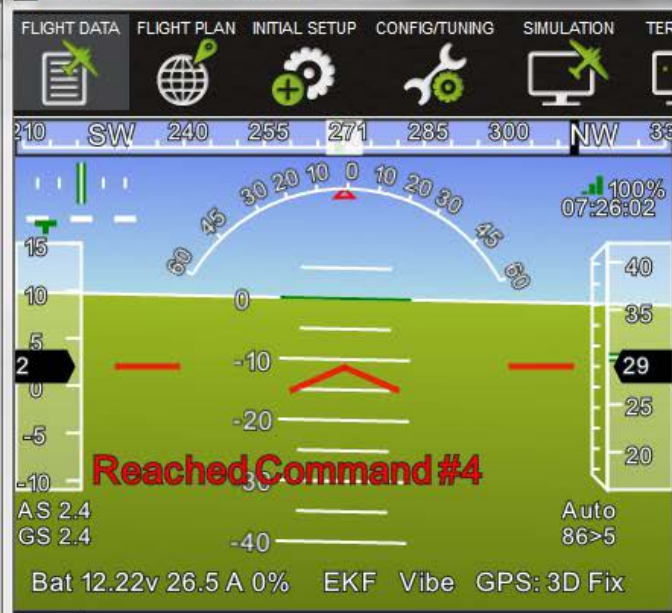 FLIGHT DATA FLIGHT PLAN INITIAL SETUP CONFIG/TUNING SIMULATION TER
210 SW 240 255 271 285 300 NW 33
60 45 30 20 10 0 10 20 30 45 60
100%
07:26:02
15
10
5
2
0
-5
-10
0
-10
-20
-30
-40
40
35
29
25
20
Reached Command #4
AS 2.4
GS 2.4
Auto
86>5
Bat 12.22v 26.5 A 0% EKF Vibe GPS: 3D Fix